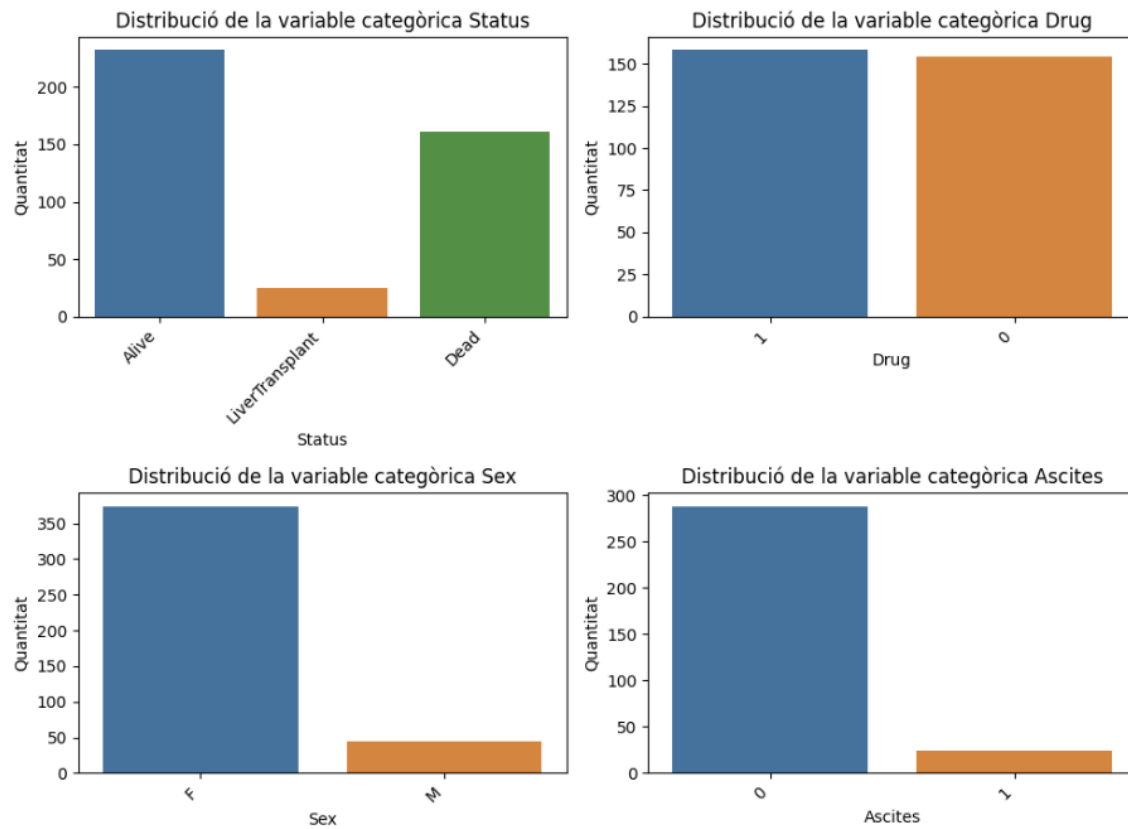 Distribució de la variable categòrica Status
200
150
100
50
0
Quantitat
Alive
LiverTransplant
Dead
Status
Distribució de la variable categòrica Drug
150
125
100
75
50
25
0
Quantitat
1
0
Drug
Distribució de la variable categòrica Sex
350
300
250
200
150
100
50
0
Quantitat
F
M
Sex
Distribució de la variable categòrica Ascites
300
250
200
150
100
50
0
Quantitat
0
1
Ascites